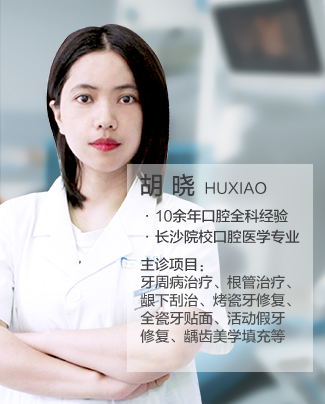 胡晓 HUXIAO
· 10余年口腔全科经验
· 长沙院校口腔医学专业
主诊项目：
牙周病治疗、根管治疗、
龈下刮治、烤瓷牙修复、
全瓷牙贴面、活动假牙
修复、龋齿美学填充等